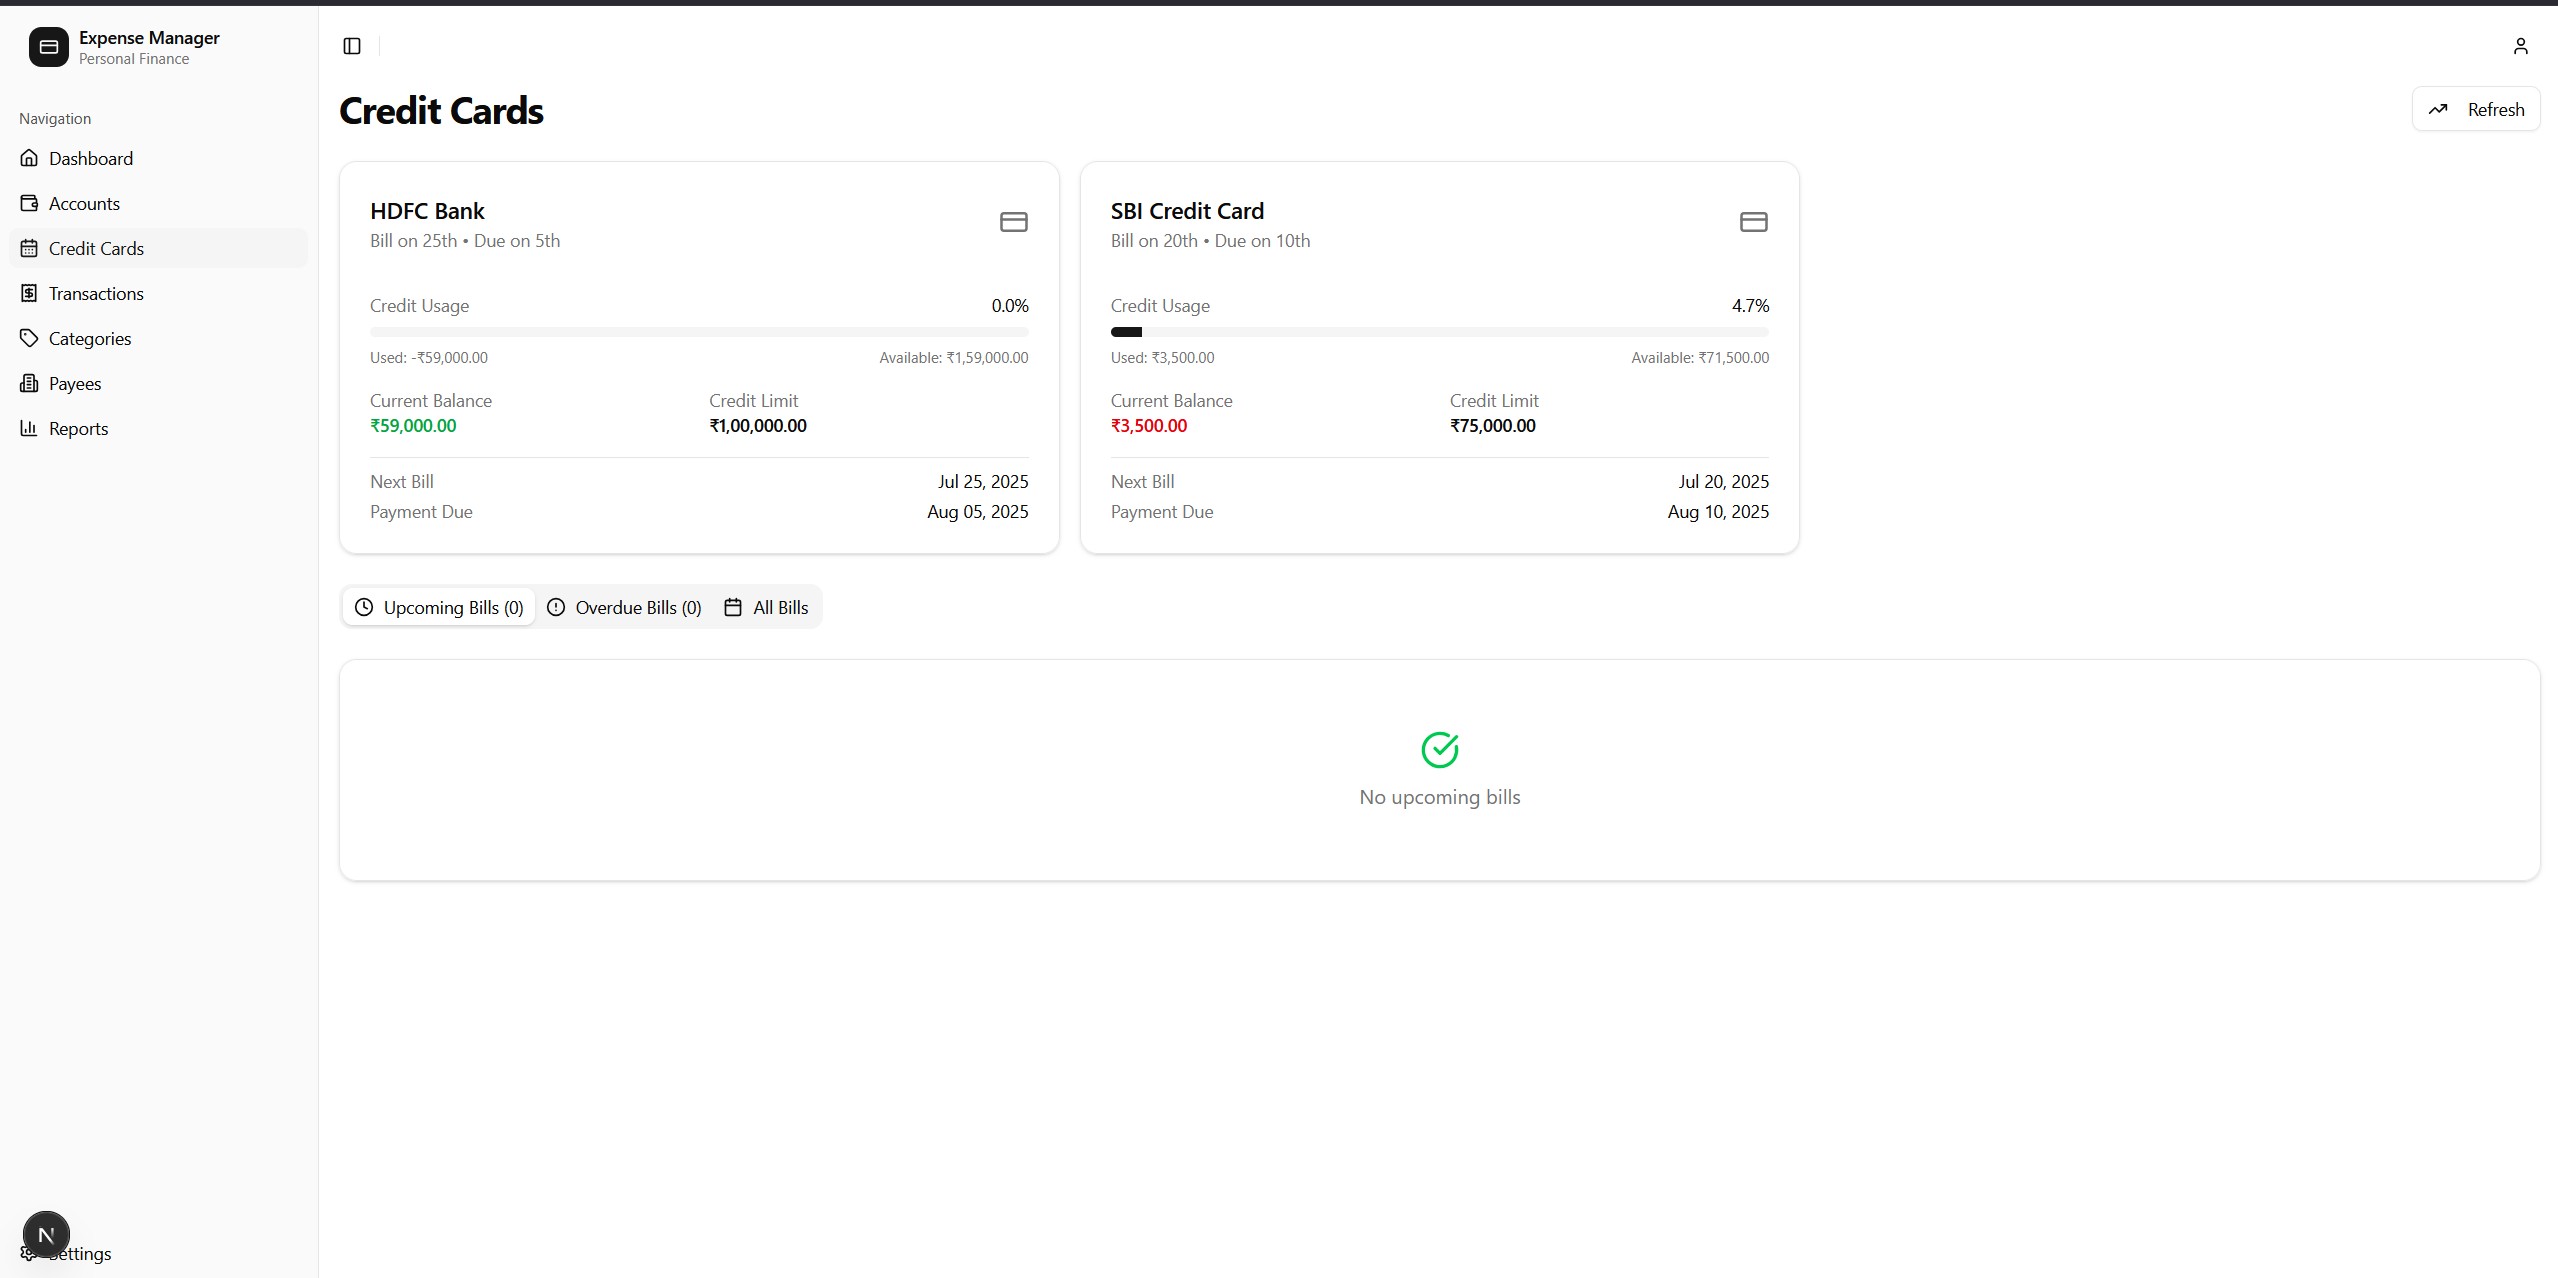 Expense Manager
Personal Finance
Navigation
Dashboard
Accounts
Credit Cards
Transactions
Categories
Payees
Reports
N
Settings
Credit Cards
Refresh
HDFC Bank
Bill on 25th • Due on 5th
Credit Usage 0.0%
Used: -₹59,000.00 Available: ₹1,59,000.00
Current Balance Credit Limit
₹59,000.00 ₹1,00,000.00
Next Bill Jul 25, 2025
Payment Due Aug 05, 2025
SBI Credit Card
Bill on 20th • Due on 10th
Credit Usage 4.7%
Used: ₹3,500.00 Available: ₹71,500.00
Current Balance Credit Limit
₹3,500.00 ₹75,000.00
Next Bill Jul 20, 2025
Payment Due Aug 10, 2025
Upcoming Bills (0) Overdue Bills (0) All Bills
No upcoming bills